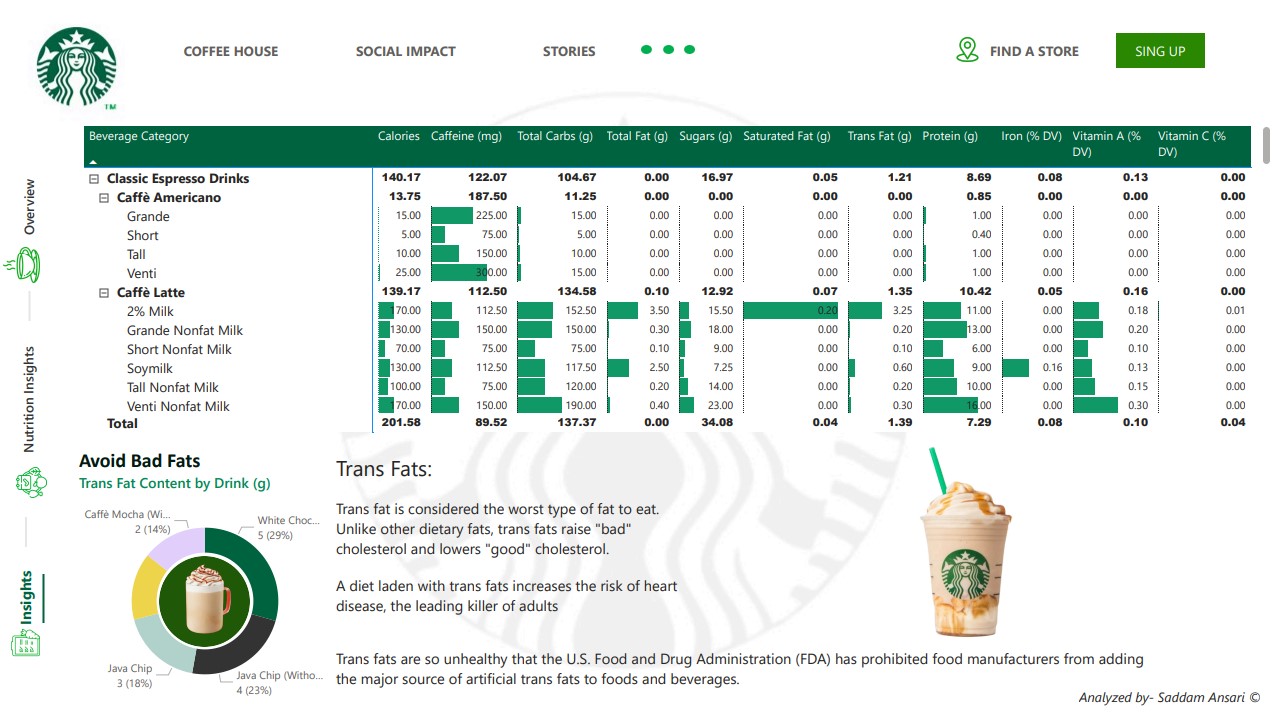 COFFEE HOUSE SOCIAL IMPACT STORIES FIND A STORE SING UP
TM
Beverage Category Calories Caffeine (mg) Total Carbs (g) Total Fat (g) Sugars (g) Saturated Fat (g) Trans Fat (g) Protein (g) Iron (% DV) Vitamin A (% DV) Vitamin C (% DV)
Classic Espresso Drinks 140.17 122.07 104.67 0.00 16.97 0.05 1.21 8.69 0.08 0.13 0.00
Caffè Americano 13.75 187.50 11.25 0.00 0.00 0.00 0.00 0.85 0.00 0.00 0.00
Grande 15.00 225.00 15.00 0.00 0.00 0.00 0.00 1.00 0.00 0.00 0.00
Short 5.00 75.00 5.00 0.00 0.00 0.00 0.00 0.40 0.00 0.00 0.00
Tall 10.00 150.00 10.00 0.00 0.00 0.00 0.00 1.00 0.00 0.00 0.00
Venti 25.00 300.00 15.00 0.00 0.00 0.00 0.00 1.00 0.00 0.00 0.00
Caffè Latte 139.17 112.50 134.58 0.10 12.92 0.07 1.35 10.42 0.05 0.16 0.00
2% Milk 170.00 112.50 152.50 3.50 15.50 0.20 3.25 11.00 0.00 0.18 0.01
Grande Nonfat Milk 130.00 150.00 150.00 0.30 18.00 0.00 0.20 13.00 0.00 0.20 0.00
Short Nonfat Milk 70.00 75.00 75.00 0.10 9.00 0.00 0.10 6.00 0.00 0.10 0.00
Soymilk 130.00 112.50 117.50 2.50 7.25 0.00 0.60 9.00 0.16 0.13 0.00
Tall Nonfat Milk 100.00 75.00 120.00 0.20 14.00 0.00 0.20 10.00 0.00 0.15 0.00
Venti Nonfat Milk 170.00 150.00 190.00 0.40 23.00 0.00 0.30 16.00 0.00 0.30 0.00
Total 201.58 89.52 137.37 0.00 34.08 0.04 1.39 7.29 0.08 0.10 0.04
Overview
Nutrition Insights
Insights
Avoid Bad Fats
Trans Fat Content by Drink (g)
Caffè Mocha (Wi...
2 (14%)
White Choc...
5 (29%)
Java Chip
3 (18%)
Java Chip (Witho...
4 (23%)
Trans Fats:
Trans fat is considered the worst type of fat to eat.
Unlike other dietary fats, trans fats raise "bad"
cholesterol and lowers "good" cholesterol.
A diet laden with trans fats increases the risk of heart
disease, the leading killer of adults
Trans fats are so unhealthy that the U.S. Food and Drug Administration (FDA) has prohibited food manufacturers from adding
the major source of artificial trans fats to foods and beverages.
Analyzed by- Saddam Ansari ©